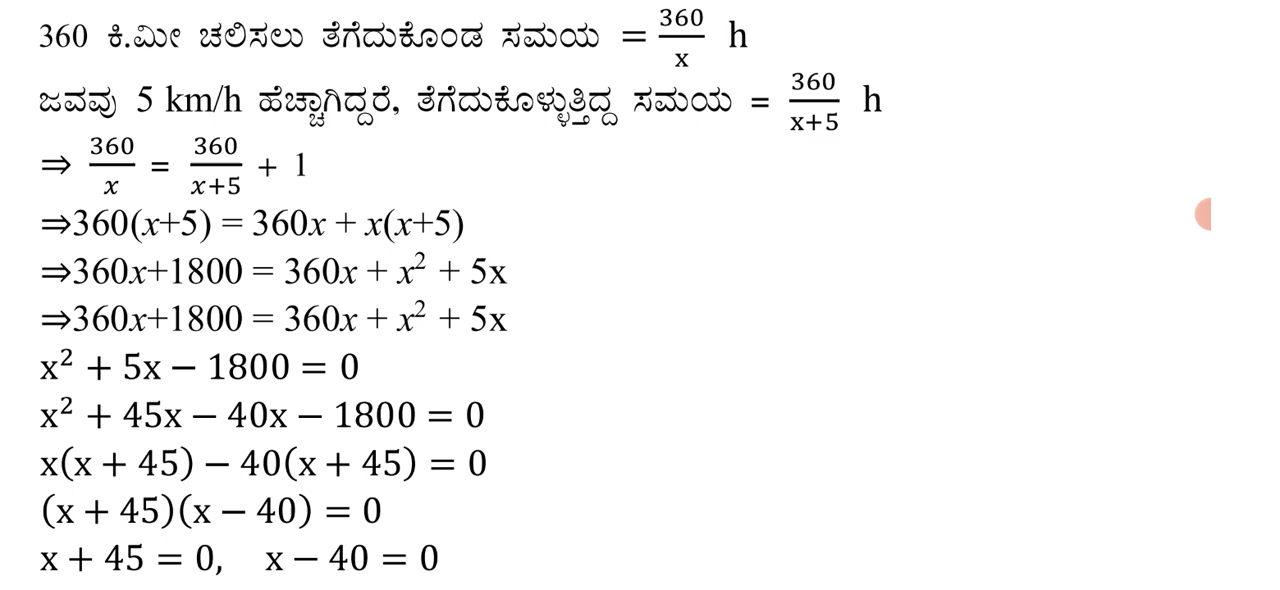 360 ಕಿ.ಮೀ ಚಲಿಸಲು ತೆಗೆದುಕೊಂಡ ಸಮಯ = 360/x h
ಜವವು 5 km/h ಹೆಚ್ಚಾಗಿದ್ದರೆ, ತೆಗೆದುಕೊಳ್ಳುತ್ತಿದ್ದ ಸಮಯ = 360/x+5 h
⇒ 360/x = 360/x+5 + 1
⇒360(x+5) = 360x + x(x+5)
⇒360x+1800 = 360x + x² + 5x
⇒360x+1800 = 360x + x² + 5x
x² + 5x − 1800 = 0
x² + 45x − 40x − 1800 = 0
x(x + 45) − 40(x + 45) = 0
(x + 45)(x − 40) = 0
x + 45 = 0, x − 40 = 0